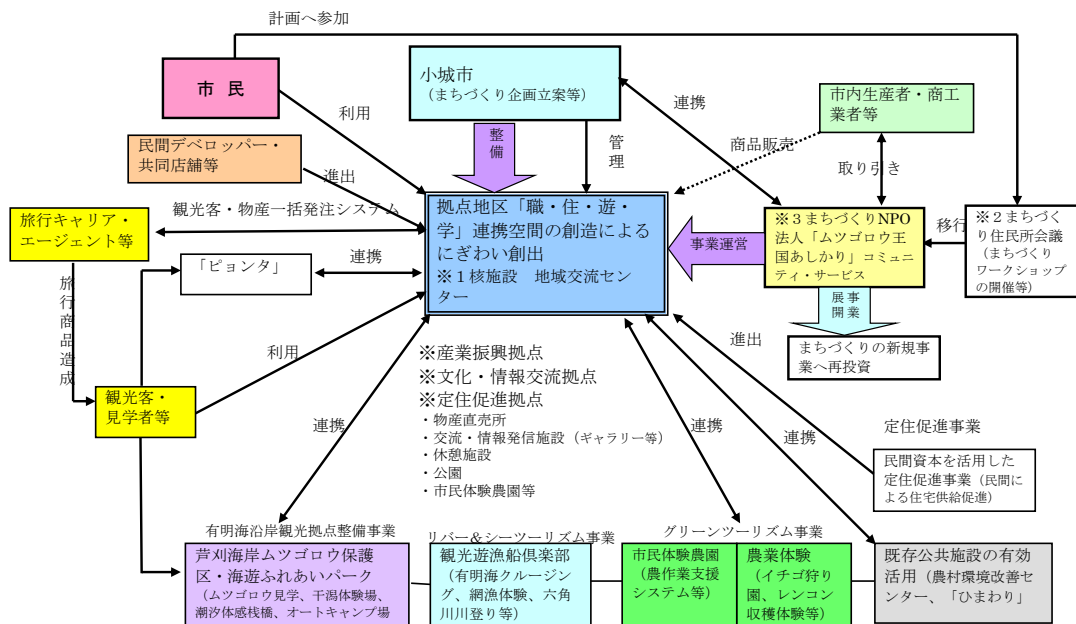 計画へ参加
市 民
小城市
（まちづくり企画立案等）
連携
市内生産者・商工
業者等
利用
整
備
管
理
商品販売
取り引き
民間デベロッパー・
共同店舗等
進出
観光客・物産一括発注システム
旅行キャリア・
エージェント等
拠点地区「職・住・遊・
学」連携空間の創造による
にぎわい創出
※１核施設　地域交流セン
ター
事業運営
※３まちづくりNPO
法人「ムツゴロウ王
国あしかり」コミュニ
ティ・サービス
移行
※２まちづく
り住民所会議
（まちづくり
ワークショップ
の開催等）
「ピョンタ」
連携
旅
行
商
品
造
成
展事
開業
まちづくりの新規事
業へ再投資
利用
進出
観光客・
見学者等
※産業振興拠点
※文化・情報交流拠点
※定住促進拠点
・物産直売所
・交流・情報発信施設（ギャラリー等）
・休憩施設
・公園
・市民体験農園等
連携
連携
連携
定住促進事業
民間資本を活用した
定住促進事業（民間
による住宅供給促進）
有明海沿岸観光拠点整備事業
リバー＆シーツーリズム事業
グリーンツーリズム事業
芦刈海岸ムツゴロウ保護
区・海遊ふれあいパーク
（ムツゴロウ見学、干潟体験場、
潮汐体感桟橋、オートキャンプ場
観光遊漁船倶楽部
（有明海クルージン
グ、網漁体験、六角
川川登り等）
市民体験農園
（農作業支援
システム等）
農業体験
（イチゴ狩り
園、レンコン
収穫体験等）
既存公共施設の有効
活用（農村環境改善セ
ンター、「ひまわり」